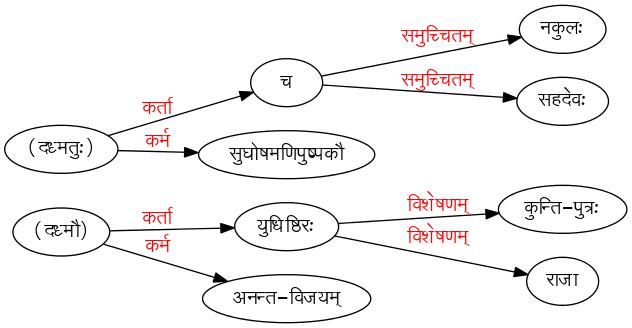 नकुलः
समुच्चितम्
च
समुच्चितम्
सहदेवः
कर्ता
(दध्मतुः)
कर्म
सुघोषमणिपुष्पकौ
विशेषणम्
कुन्ति-पुत्रः
कर्ता
युधिष्ठिरः
(दध्मौ)
विशेषणम्
कर्म
राजा
अनन्त-विजयम्